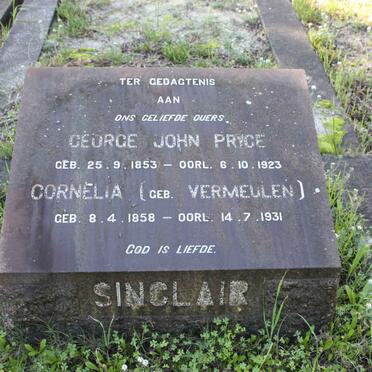 TER GEDAGTENIS
AAN
ONS GELIEFDE OUERS.
GEORGE JOHN PRYCE
GEB. 25.9.1853 — OORL. 6.10.1923
CORNELIA (GEB. VERMEULEN)
GEB. 8.4.1858 — OORL. 14.7.1931
GOD IS LIEFDE.
SINCLAIR